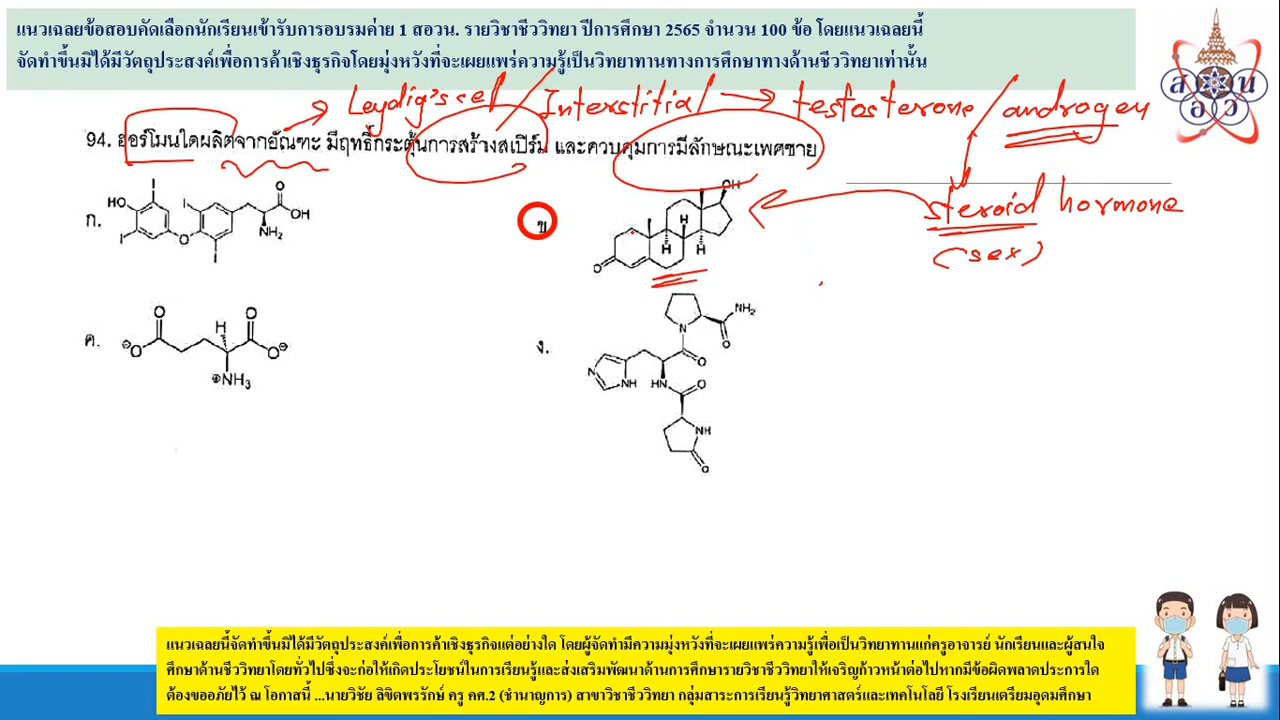 แนวเฉลยข้อสอบคัดเลือกนักเรียนเข้ารับการอบรมค่าย 1 สอวน. รายวิชาชีววิทยา ปีการศึกษา 2565 จำนวน 100 ข้อ โดยแนวเฉลยนี้
จัดทำขึ้นมิได้มีวัตถุประสงค์เพื่อการค้าเชิงธุรกิจโดยมุ่งหวังที่จะเผยแพร่ความรู้เป็นวิทยาทานทางการศึกษาทางด้านชีววิทยาเท่านั้น
สอวน
Leydig's cell / Interstitial → testosterone / androgen
94. ฮอร์โมนใดผลิตจากอัณฑะ มีฤทธิ์กระตุ้นการสร้างสเปิร์ม และควบคุมการมีลักษณะเพศชาย
steroid hormone
(sex)
ก. HO I I O I I O OH NH₂
ข. OH H H H O
ค. O ⊖O H O O⊖ ⊕NH₃
ง. NH₂ O N O N NH HN O NH O
แนวเฉลยนี้จัดทำขึ้นมิได้มีวัตถุประสงค์เพื่อการค้าเชิงธุรกิจแต่อย่างใด โดยผู้จัดทำมีความมุ่งหวังที่จะเผยแพร่ความรู้เพื่อเป็นวิทยาทานแก่ครูอาจารย์ นักเรียนและผู้สนใจ
ศึกษาด้านชีววิทยาโดยทั่วไปซึ่งจะก่อให้เกิดประโยชน์ในการเรียนรู้และส่งเสริมพัฒนาด้านการศึกษารายวิชาชีววิทยาให้เจริญก้าวหน้าต่อไปหากมีข้อผิดพลาดประการใด
ต้องขออภัยไว้ ณ โอกาสนี้ ...นายวิชัย ลิขิตพรรักษ์ ครู คศ.2 (ชำนาญการ) สาขาวิชาชีววิทยา กลุ่มสาระการเรียนรู้วิทยาศาสตร์และเทคโนโลยี โรงเรียนเตรียมอุดมศึกษา